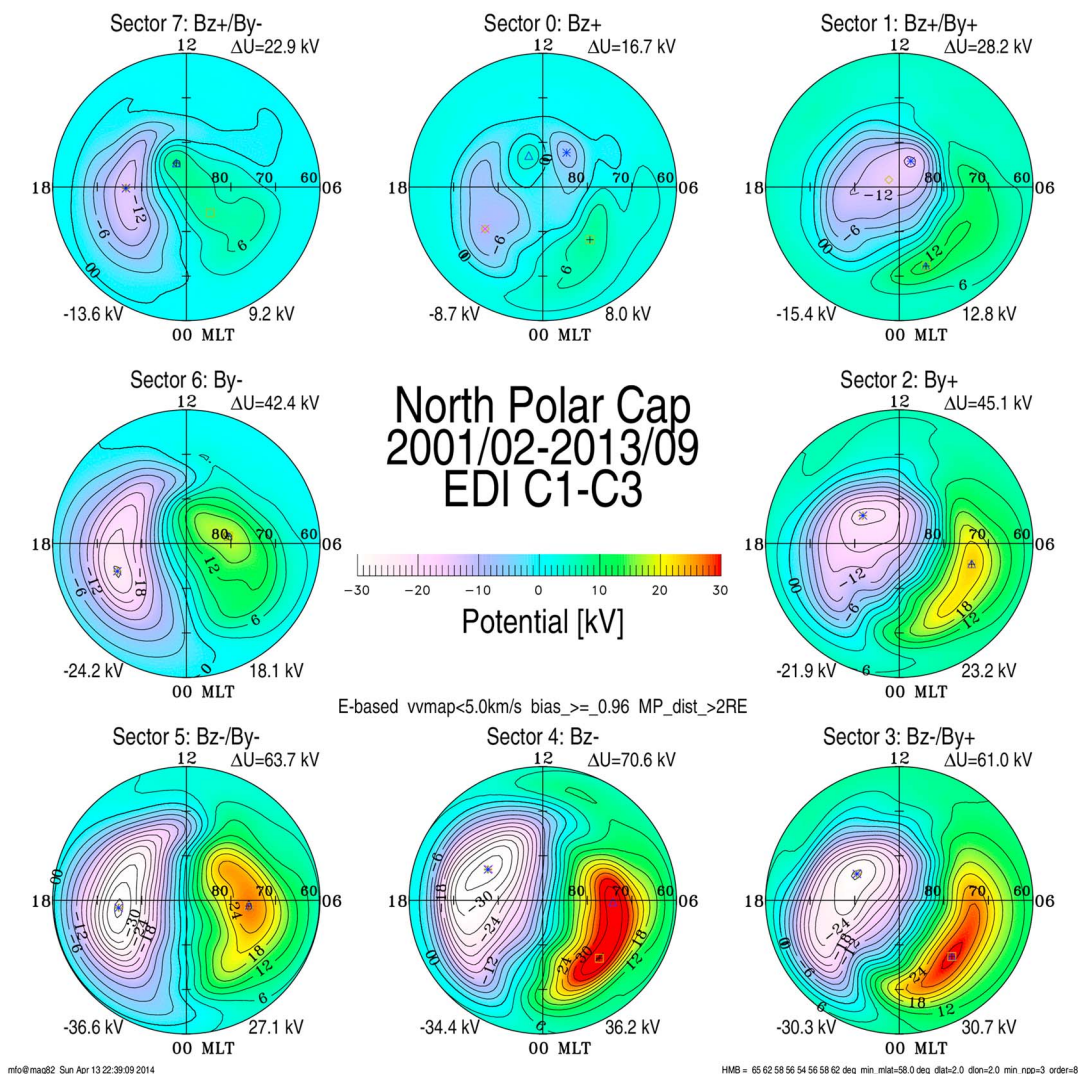 Sector 7: Bz+/By-
12
ΔU=22.9 kV
18
80 70 60 06
-12
-6
6
00
-13.6 kV
9.2 kV
00 MLT
Sector 0: Bz+
12
ΔU=16.7 kV
18
80 70 60 06
0
-6
6
0
-8.7 kV
8.0 kV
00 MLT
Sector 1: Bz+/By+
12
ΔU=28.2 kV
18
80 70 60 06
-12
-6
00
12
6
-15.4 kV
12.8 kV
00 MLT
Sector 6: By-
12
ΔU=42.4 kV
18
80 70 60 06
-18
-12
-6
12
6
0
-24.2 kV
18.1 kV
00 MLT
North Polar Cap
2001/02-2013/09
EDI C1-C3
-30 -20 -10 0 10 20 30
Potential [kV]
Sector 2: By+
12
ΔU=45.1 kV
18
80 70 60 06
00
-12
-6
18
12
6
-21.9 kV
23.2 kV
00 MLT
E-based vvmap<5.0km/s bias_>=_0.96 MP_dist_>2RE
Sector 5: Bz-/By-
12
ΔU=63.7 kV
00
18
80 70 60 06
-30
-24
-18
-12
-6
24
18
12
6
-36.6 kV
27.1 kV
00 MLT
Sector 4: Bz-
12
ΔU=70.6 kV
-6
18
-18
80 70 60 06
-30
-24
-12
00
24
30
18
12
6
-34.4 kV
36.2 kV
00 MLT
Sector 3: Bz-/By+
12
ΔU=61.0 kV
18
80 70 60 06
-24
-18
-12
-6
0
6
24
18
12
-30.3 kV
30.7 kV
00 MLT
mfo@mag82 Sun Apr 13 22:39:09 2014
HMB = 65 62 58 56 54 56 58 62 deg min_mlat=58.0 deg dlat=2.0 dlon=2.0 min_npp=3 order=8